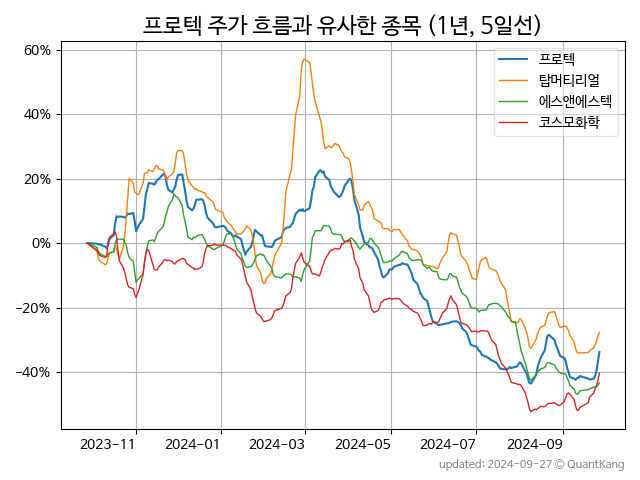 프로텍 주가 흐름과 유사한 종목 (1년, 5일선)
프로텍
탑머티리얼
에스앤에스텍
코스모화학
60%
40%
20%
0%
−20%
−40%
2023-11 2024-01 2024-03 2024-05 2024-07 2024-09
updated: 2024-09-27 © QuantKang